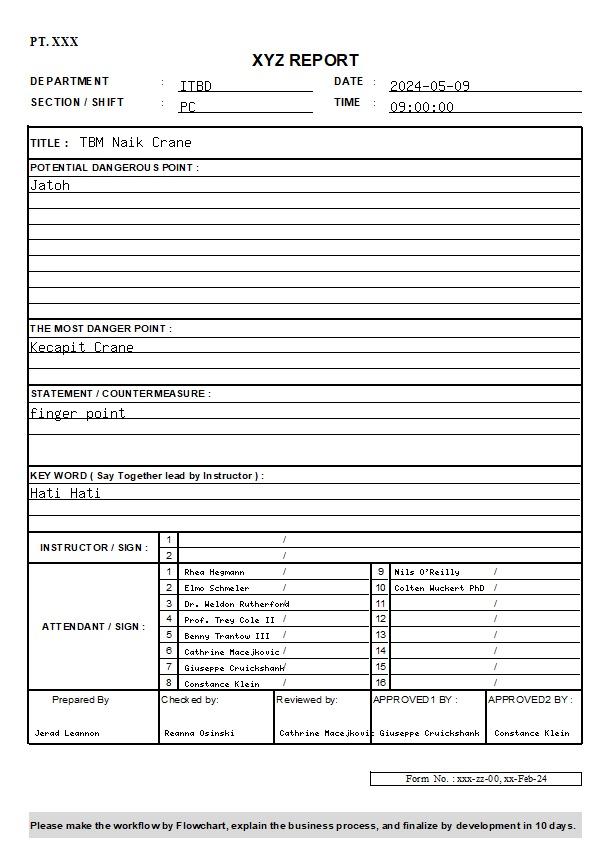 PT. XXX
XYZ REPORT
DEPARTMENT : ITBD DATE : 2024-05-09
SECTION / SHIFT : PC TIME : 09:00:00
TITLE : TBM Naik Crane
POTENTIAL DANGEROUS POINT :
Jatoh
THE MOST DANGER POINT :
Kecapit Crane
STATEMENT / COUNTERMEASURE :
finger point
KEY WORD ( Say Together lead by Instructor ) :
Hati Hati
INSTRUCTOR / SIGN : 1 /
2 /
ATTENDANT / SIGN :
1 Rhea Hegmann / 9 Nils O'Reilly /
2 Elmo Schmeler / 10 Colten Wuckert PhD /
3 Dr. Weldon Rutherford / 11 /
4 Prof. Trey Cole II / 12 /
5 Benny Trantow III / 13 /
6 Cathrine Macejkovic / 14 /
7 Giuseppe Cruickshank / 15 /
8 Constance Klein / 16 /
Prepared By Checked by: Reviewed by: APPROVED1 BY : APPROVED2 BY :
Jerad Leannon Reanna Osinski Cathrine Macejkovic Giuseppe Cruickshank Constance Klein
Form No. : xxx-zz-00, xx-Feb-24
Please make the workflow by Flowchart, explain the business process, and finalize by development in 10 days.